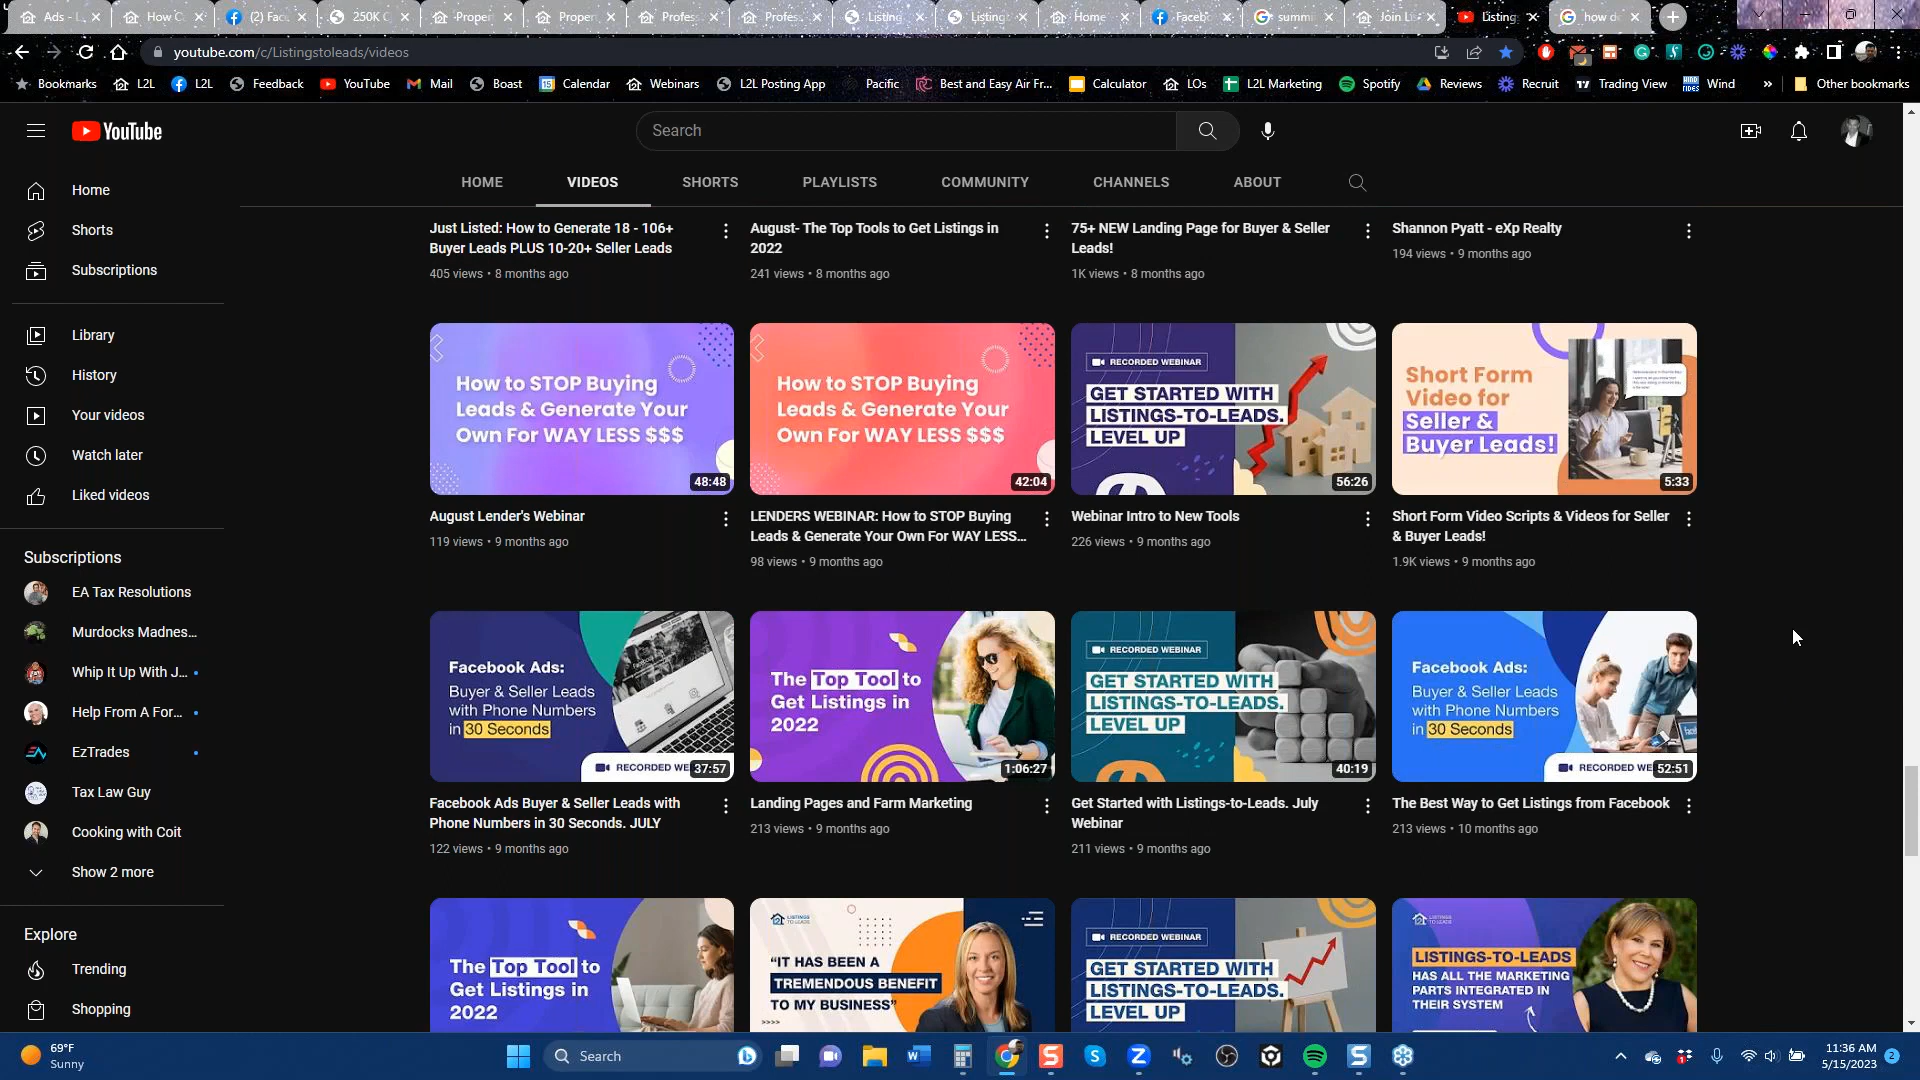 Ads - L
How C
(2) Fac
250K C
Proper
Proper
Profes
Profes
Listing
Listing
Home
Faceb
summi
Join L
Listing
how d
youtube.com/c/Listingstoleads/videos
Bookmarks
L2L
L2L
Feedback
YouTube
Mail
Boast
Calendar
Webinars
L2L Posting App
Pacific
Best and Easy Air Fr...
Calculator
LOs
L2L Marketing
Spotify
Reviews
Recruit
Trading View
Wind
»
Other bookmarks
YouTube
Search
HOME
VIDEOS
SHORTS
PLAYLISTS
COMMUNITY
CHANNELS
ABOUT
Home
Shorts
Subscriptions
Library
History
Your videos
Watch later
Liked videos
Subscriptions
EA Tax Resolutions
Murdocks Madnes...
Whip It Up With J...
Help From A For...
EzTrades
Tax Law Guy
Cooking with Coit
Show 2 more
Explore
Trending
Shopping
Just Listed: How to Generate 18 - 106+
Buyer Leads PLUS 10-20+ Seller Leads
405 views • 8 months ago
August- The Top Tools to Get Listings in
2022
241 views • 8 months ago
75+ NEW Landing Page for Buyer & Seller
Leads!
1K views • 8 months ago
Shannon Pyatt - eXp Realty
194 views • 9 months ago
How to STOP Buying
Leads & Generate Your
Own For WAY LESS $$$
48:48
August Lender's Webinar
119 views • 9 months ago
How to STOP Buying
Leads & Generate Your
Own For WAY LESS $$$
42:04
LENDERS WEBINAR: How to STOP Buying
Leads & Generate Your Own For WAY LESS...
98 views • 9 months ago
RECORDED WEBINAR
GET STARTED WITH
LISTINGS-TO-LEADS.
LEVEL UP
56:26
Webinar Intro to New Tools
226 views • 9 months ago
Short Form
Video for
Seller &
Buyer Leads!
5:33
Short Form Video Scripts & Videos for Seller
& Buyer Leads!
1.9K views • 9 months ago
Facebook Ads:
Buyer & Seller Leads
with Phone Numbers
in 30 Seconds
RECORDED WE
37:57
Facebook Ads Buyer & Seller Leads with
Phone Numbers in 30 Seconds. JULY
122 views • 9 months ago
The Top Tool to
Get Listings in
2022
1:06:27
Landing Pages and Farm Marketing
213 views • 9 months ago
RECORDED WEBINAR
GET STARTED WITH
LISTINGS-TO-LEADS.
LEVEL UP
40:19
Get Started with Listings-to-Leads. July
Webinar
211 views • 9 months ago
Facebook Ads:
Buyer & Seller Leads
with Phone Numbers
in 30 Seconds
RECORDED WE
52:51
The Best Way to Get Listings from Facebook
213 views • 10 months ago
The Top Tool to
Get Listings in
2022
LISTINGS
TO LEADS
"IT HAS BEEN A
TREMENDOUS BENEFIT
TO MY BUSINESS"
>>>>
RECORDED WEBINAR
GET STARTED WITH
LISTINGS-TO-LEADS.
LEVEL UP
LISTINGS
TO LEADS
LISTINGS-TO-LEADS
HAS ALL THE MARKETING
PARTS INTEGRATED IN
THEIR SYSTEM
69°F
Sunny
Search
11:36 AM
5/15/2023
2